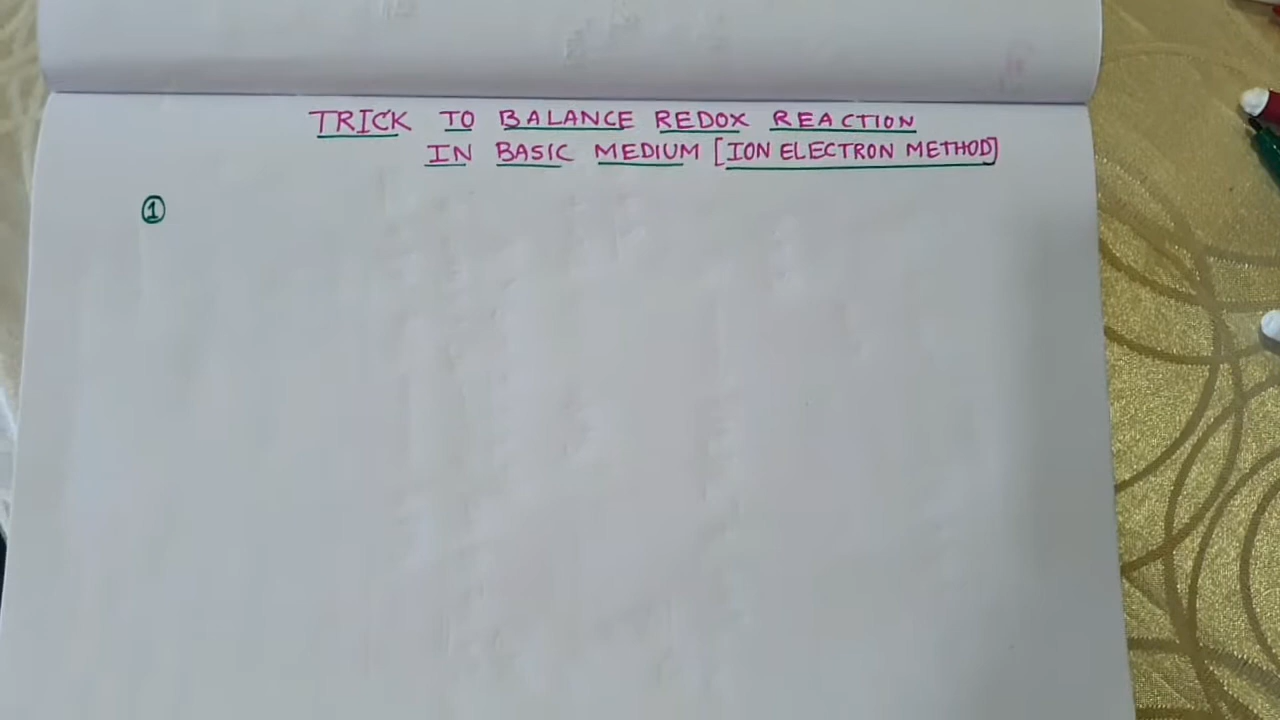 TRICK TO BALANCE REDOX REACTION
IN BASIC MEDIUM [ION ELECTRON METHOD]
①